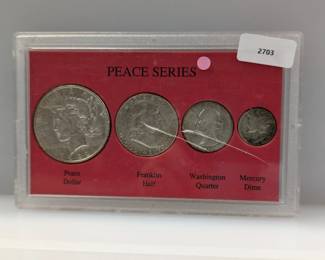 2703
PEACE SERIES
Peace
Dollar
Franklin
Half
Washington
Quarter
Mercury
Dime